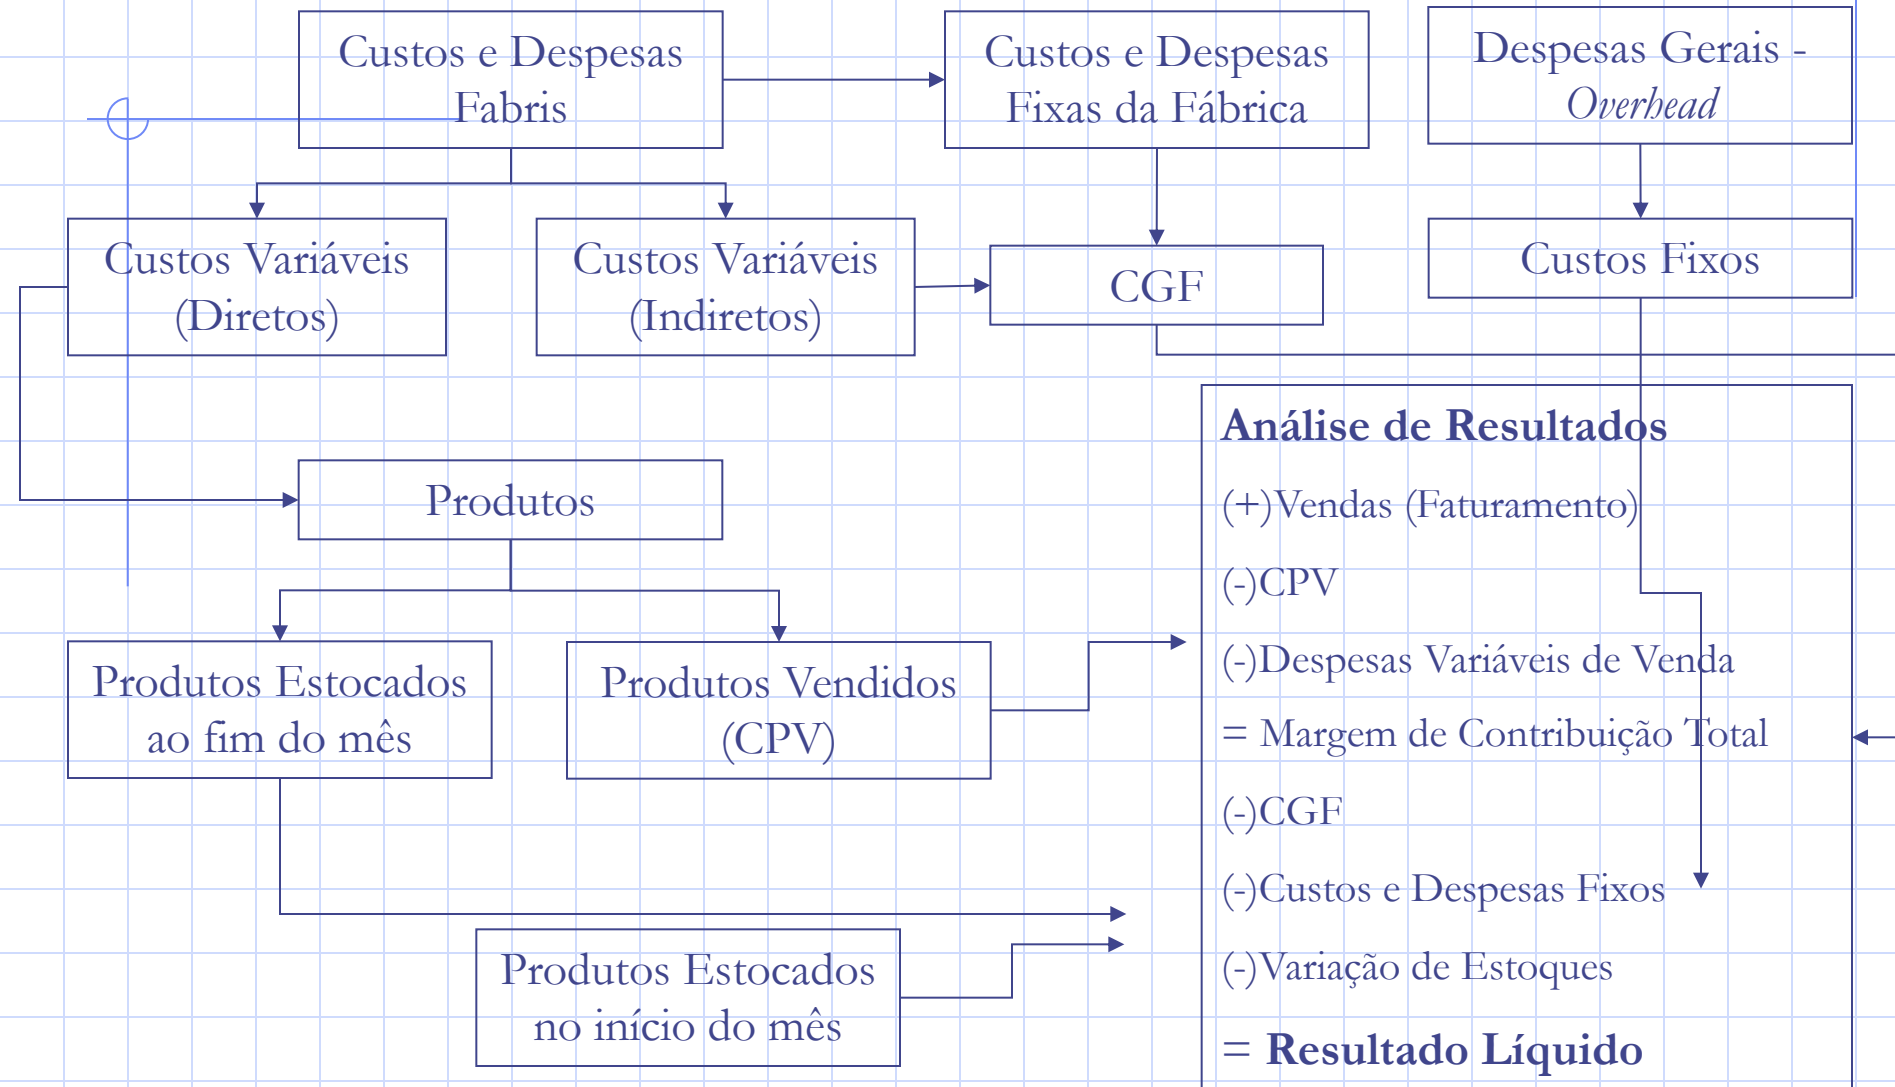 Custos e Despesas
Fabris
Custos e Despesas
Fixas da Fábrica
Despesas Gerais -
Overhead
Custos Variáveis
(Diretos)
Custos Variáveis
(Indiretos)
CGF
Custos Fixos
Produtos
Produtos Estocados
ao fim do mês
Produtos Vendidos
(CPV)
Produtos Estocados
no início do mês
Análise de Resultados
(+)Vendas (Faturamento)
(-)CPV
(-)Despesas Variáveis de Venda
= Margem de Contribuição Total
(-)CGF
(-)Custos e Despesas Fixos
(-)Variação de Estoques
= Resultado Líquido